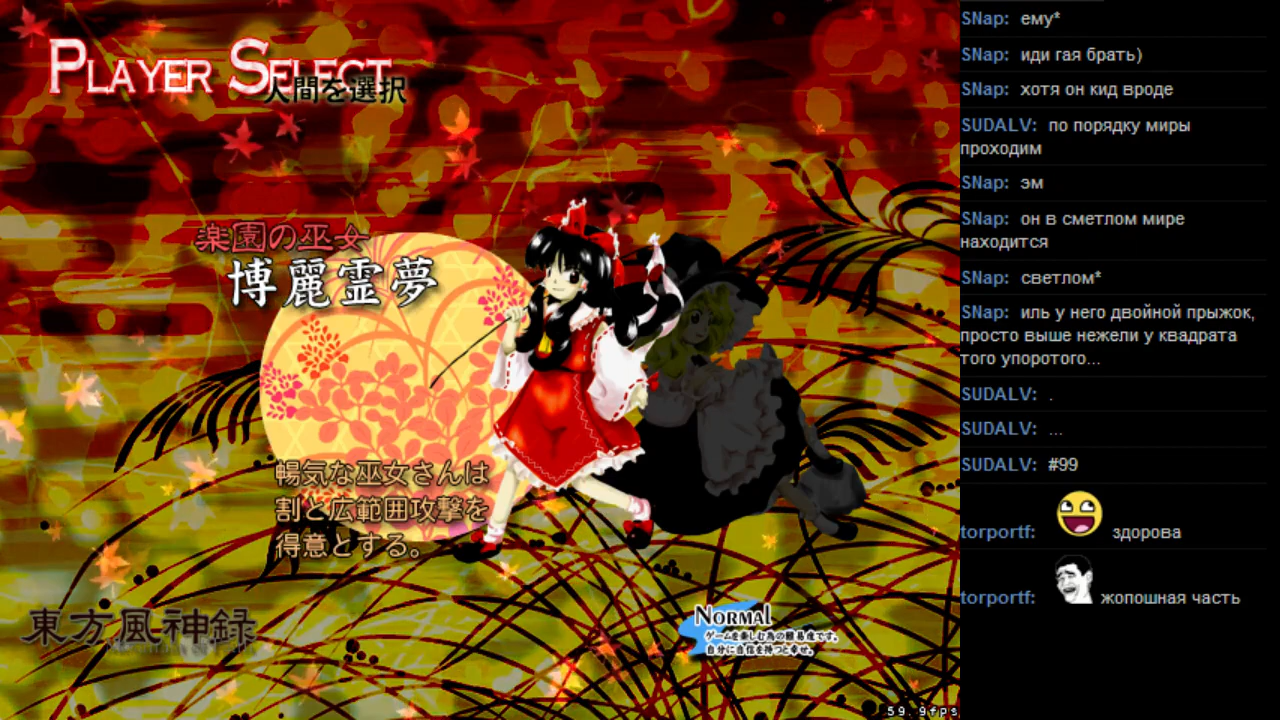 PLAYER SELECT
人間を選択
楽園の巫女
博麗霊夢
暢気な巫女さんは
割と広範囲攻撃を
得意とする。
東方風神録
NORMAL
ゲームを楽しむ為の難易度です。
自分に自信を持つと幸せ。
59.9fps
SNap: ему*
SNap: иди гая брать)
SNap: хотя он кид вроде
SUDALV: по порядку миры
проходим
SNap: эм
SNap: он в сметлом мире
находится
SNap: светлом*
SNap: иль у него двойной прыжок,
просто выше нежели у квадрата
того упоротого...
SUDALV: .
SUDALV: ...
SUDALV: #99
torportf: здорова
torportf: жопошная часть